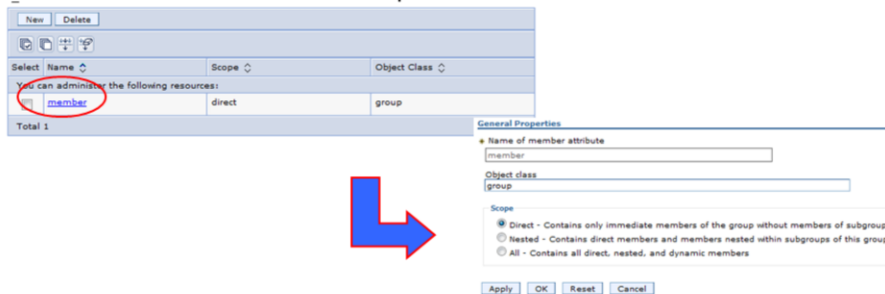 New Delete
Select Name Scope Object Class
You can administer the following resources:
member direct group
Total 1
General Properties
Name of member attribute
member
Object class
group
Scope
Direct - Contains only immediate members of the group without members of subgroup
Nested - Contains direct members and members nested within subgroups of this group
All - Contains all direct, nested, and dynamic members
Apply OK Reset Cancel